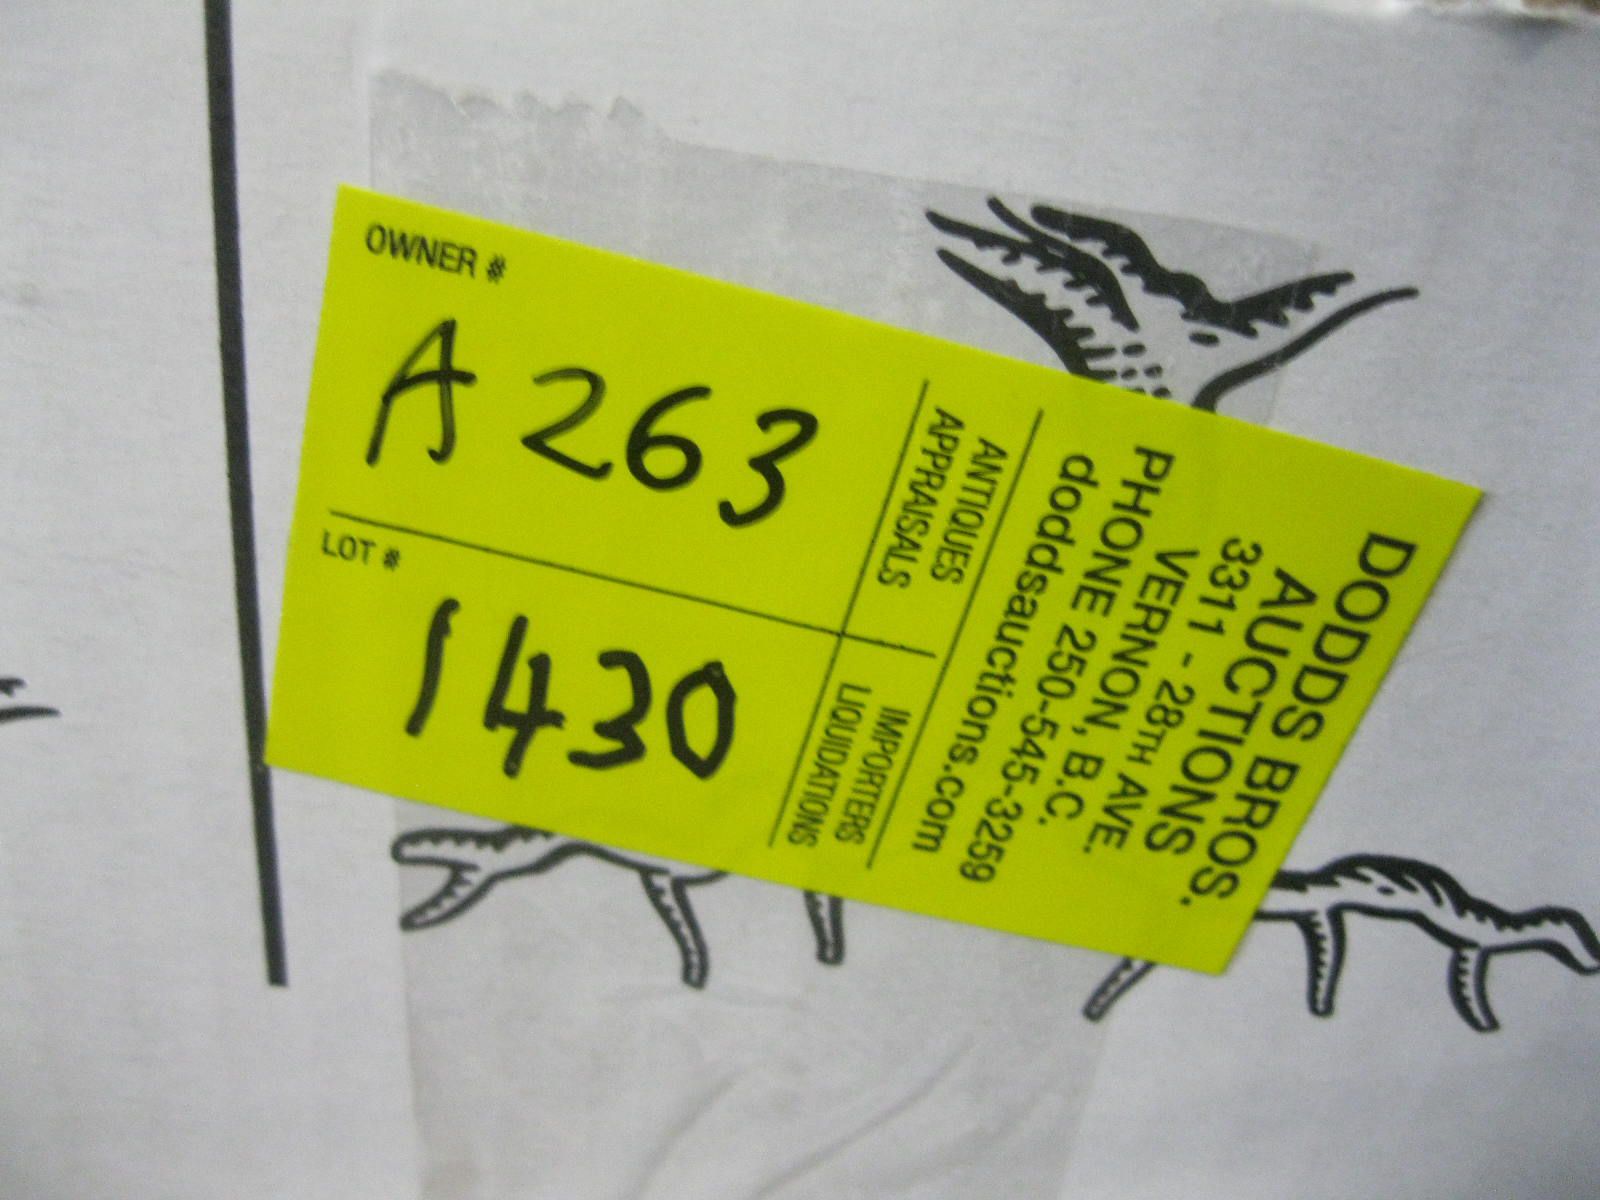 OWNER #
A 263
LOT #
1430
ANTIQUES
APPRAISALS
IMPORTERS
LIQUIDATIONS
DODDS BROS.
AUCTIONS
3311 - 28TH AVE.
VERNON, B.C.
PHONE 250-545-3259
doddsauctions.com